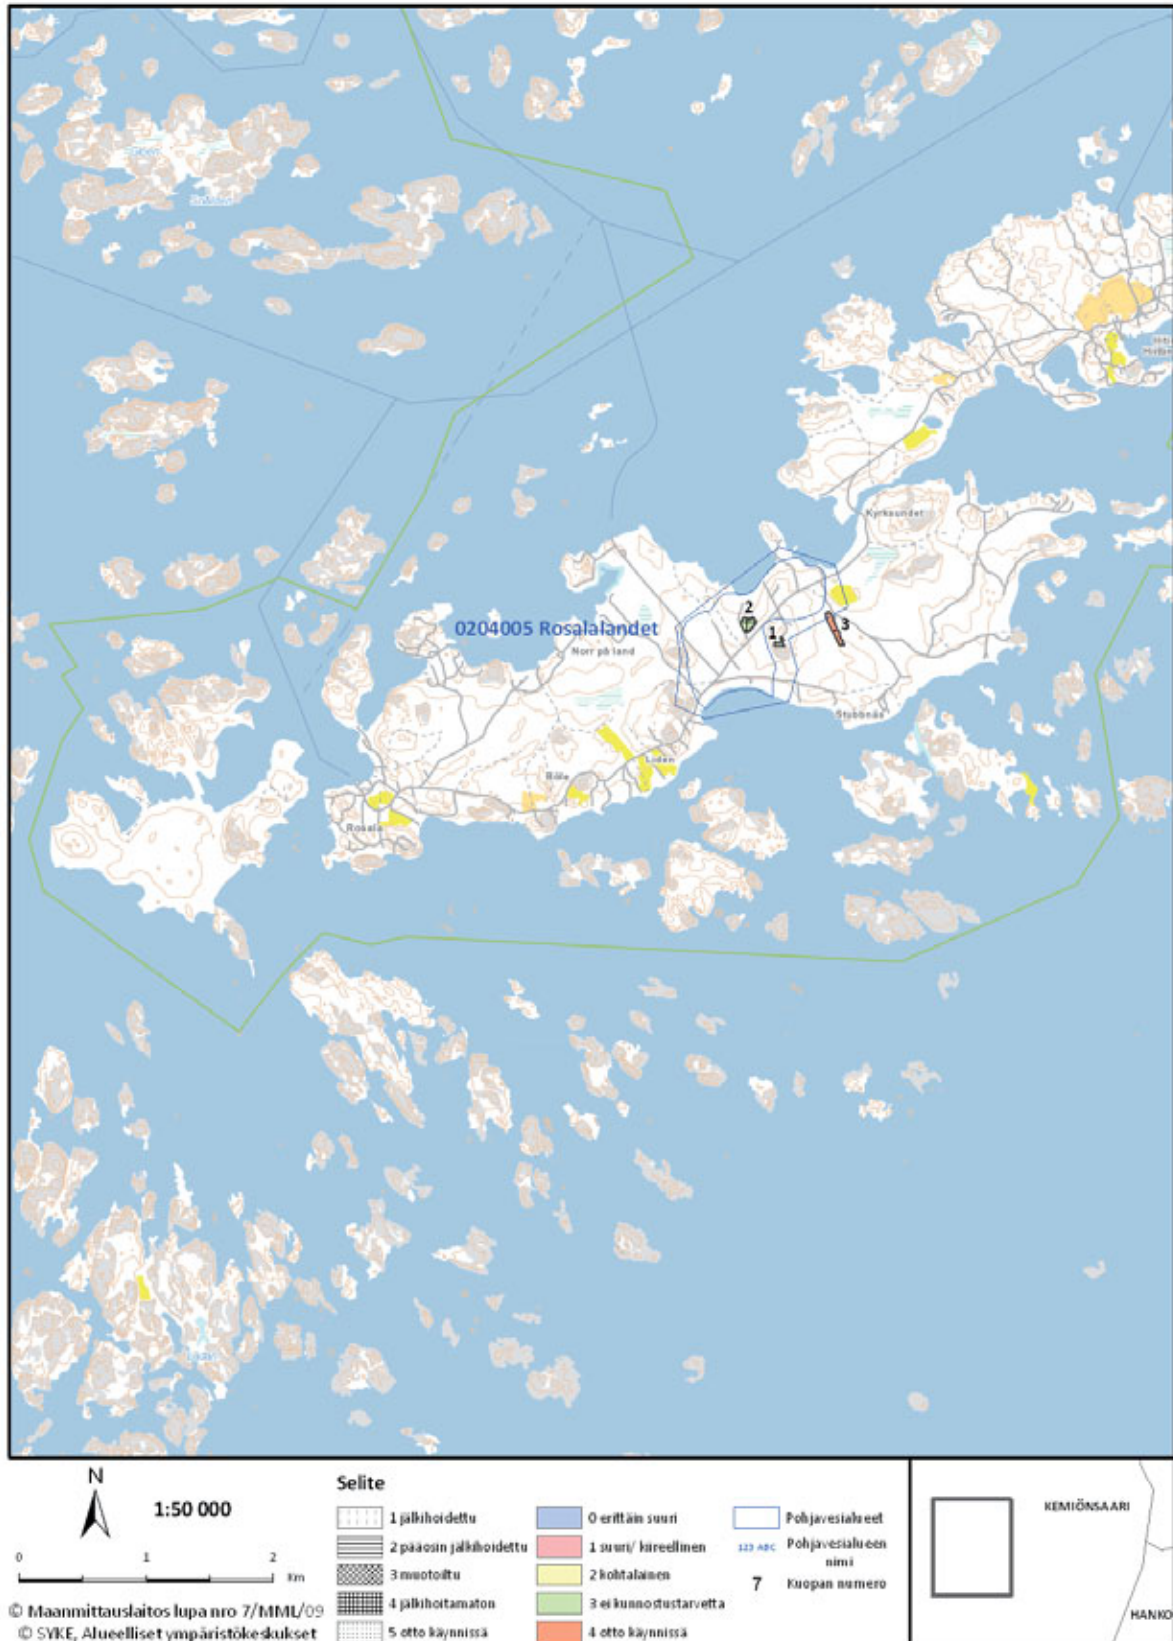 2
1
3
0204005 Rosalalandet
Kyrksundet
Norr på land
Stubbnäs
Liden
Böle
Rosala
N
1:50 000
0 1 2
Km
© Maanmittauslaitos lupa nro 7/MML/09
© SYKE, Alueelliset ympäristökeskukset
Selite
1 jälkihoidettu
2 pääosin jälkihoidettu
3 muotoiltu
4 jälkihoitamaton
5 otto käynnissä
0 erittäin suuri
1 suuri/ kiireellinen
2 kohtalainen
3 ei kunnostustarvetta
4 otto käynnissä
Pohjavesialueet
123 ABC Pohjavesialueen
nimi
7 Kuopan numero
KEMIÖNSAARI
HANKO